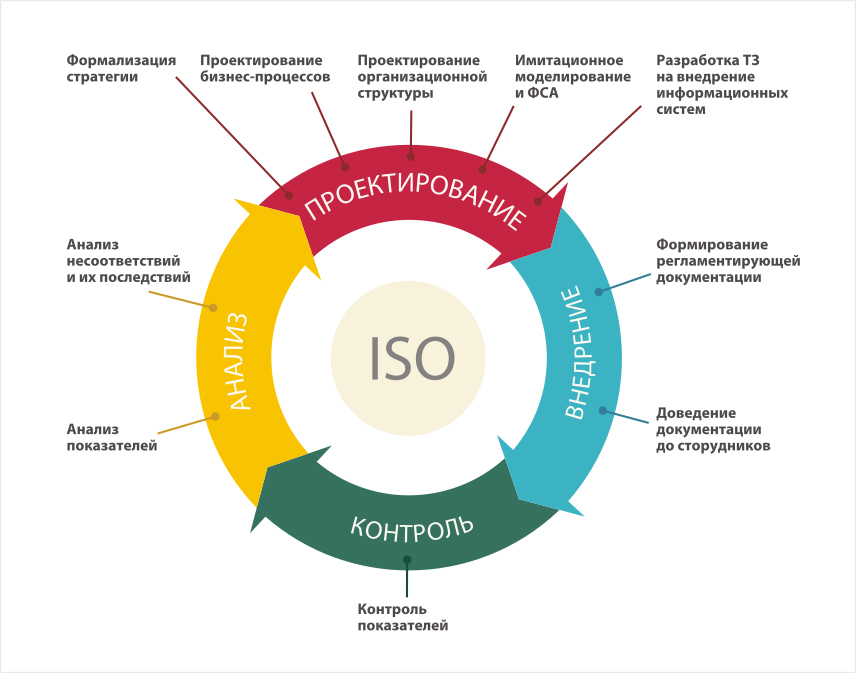 Формализация
стратегии
Проектирование
бизнес-процессов
Проектирование
организационной
структуры
Имитационное
моделирование
и ФСА
Разработка ТЗ
на внедрение
информационных
систем
ПРОЕКТИРОВАНИЕ
Формирование
регламентирующей
документации
ВНЕДРЕНИЕ
Доведение
документации
до сторудников
КОНТРОЛЬ
Контроль
показателей
Анализ
несоответствий
и их последствий
АНАЛИЗ
Анализ
показателей
ISO